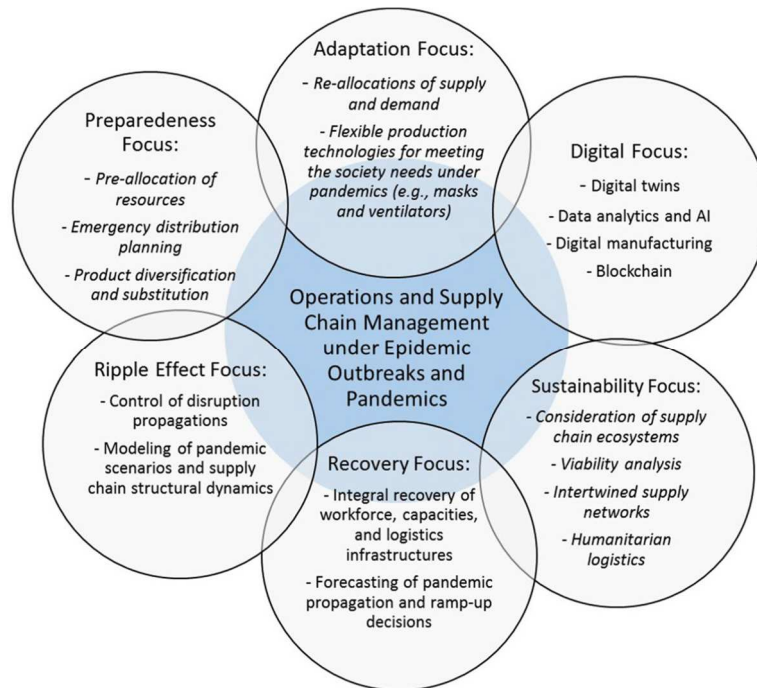 Adaptation Focus:
- Re-allocations of supply
and demand
- Flexible production
technologies for meeting
the society needs under
pandemics (e.g., masks
and ventilators)
Preparedeness
Focus:
- Pre-allocation of
resources
- Emergency distribution
planning
- Product diversification
and substitution
Digital Focus:
- Digital twins
- Data analytics and AI
- Digital manufacturing
- Blockchain
Operations and Supply
Chain Management
under Epidemic
Outbreaks and
Pandemics
Ripple Effect Focus:
- Control of disruption
propagations
- Modeling of pandemic
scenarios and supply
chain structural dynamics
Recovery Focus:
- Integral recovery of
workforce, capacities,
and logistics
infrastructures
- Forecasting of pandemic
propagation and ramp-up
decisions
Sustainability Focus:
- Consideration of supply
chain ecosystems
- Viability analysis
- Intertwined supply
networks
- Humanitarian
logistics